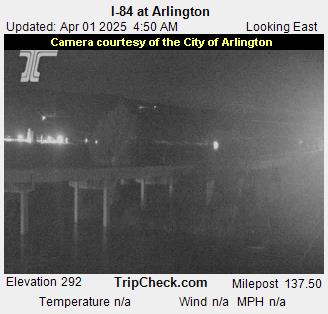 I-84 at Arlington
Updated: Apr 01 2025 4:50 AM Looking East
Camera courtesy of the City of Arlington
Elevation 292 TripCheck.com Milepost 137.50
Temperature n/a Wind n/a MPH n/a